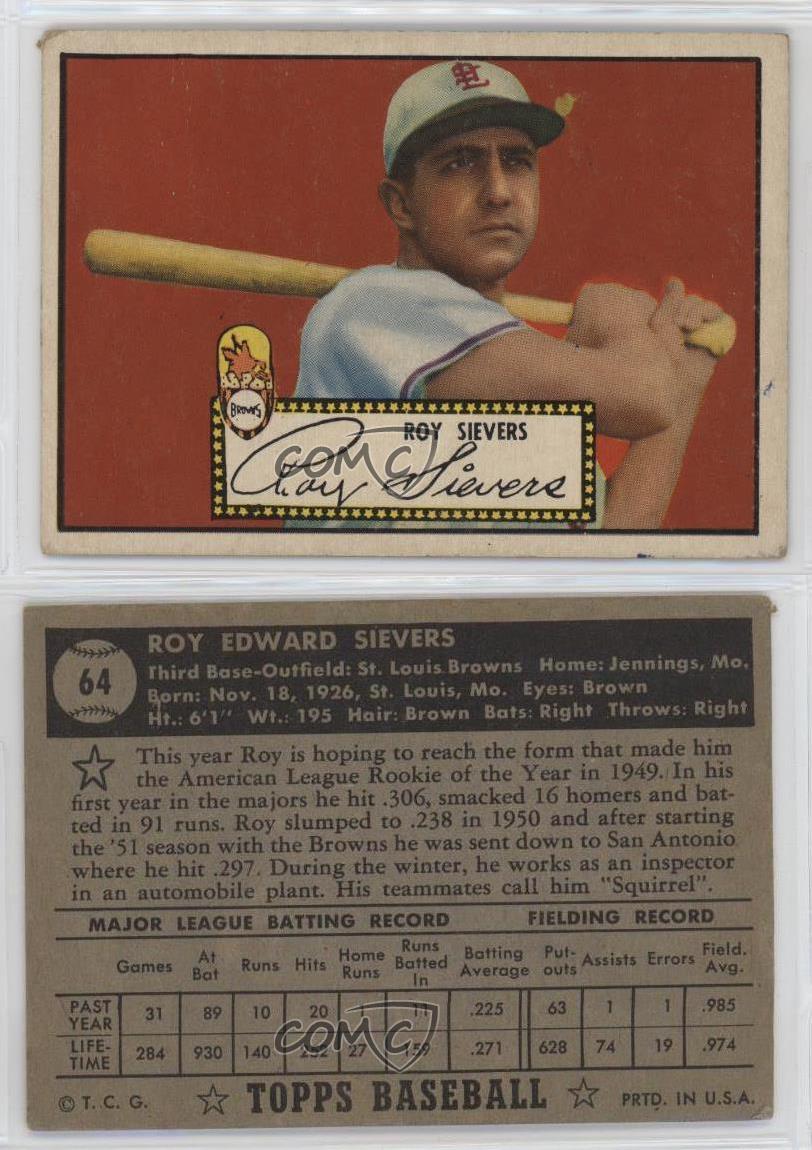 STL
BROWNS
ROY SIEVERS
Roy Sievers
COMC
64
ROY EDWARD SIEVERS
Third Base-Outfield: St. Louis Browns Home: Jennings, Mo.
Born: Nov. 18, 1926, St. Louis, Mo. Eyes: Brown
Ht.: 6'1" Wt.: 195 Hair: Brown Bats: Right Throws: Right
This year Roy is hoping to reach the form that made him
the American League Rookie of the Year in 1949. In his
first year in the majors he hit .306, smacked 16 homers and bat-
ted in 91 runs. Roy slumped to .238 in 1950 and after starting
the '51 season with the Browns he was sent down to San Antonio
where he hit .297. During the winter, he works as an inspector
in an automobile plant. His teammates call him "Squirrel".
MAJOR LEAGUE BATTING RECORD FIELDING RECORD
Games At Bat Runs Hits Home Runs Runs Batted In Batting Average Put-outs Assists Errors Field. Avg.
PAST YEAR 31 89 10 20 1 11 .225 63 1 1 .985
LIFE-TIME 284 930 140 252 27 159 .271 628 74 19 .974
COMC
© T. C. G. TOPPS BASEBALL PRTD. IN U.S.A.